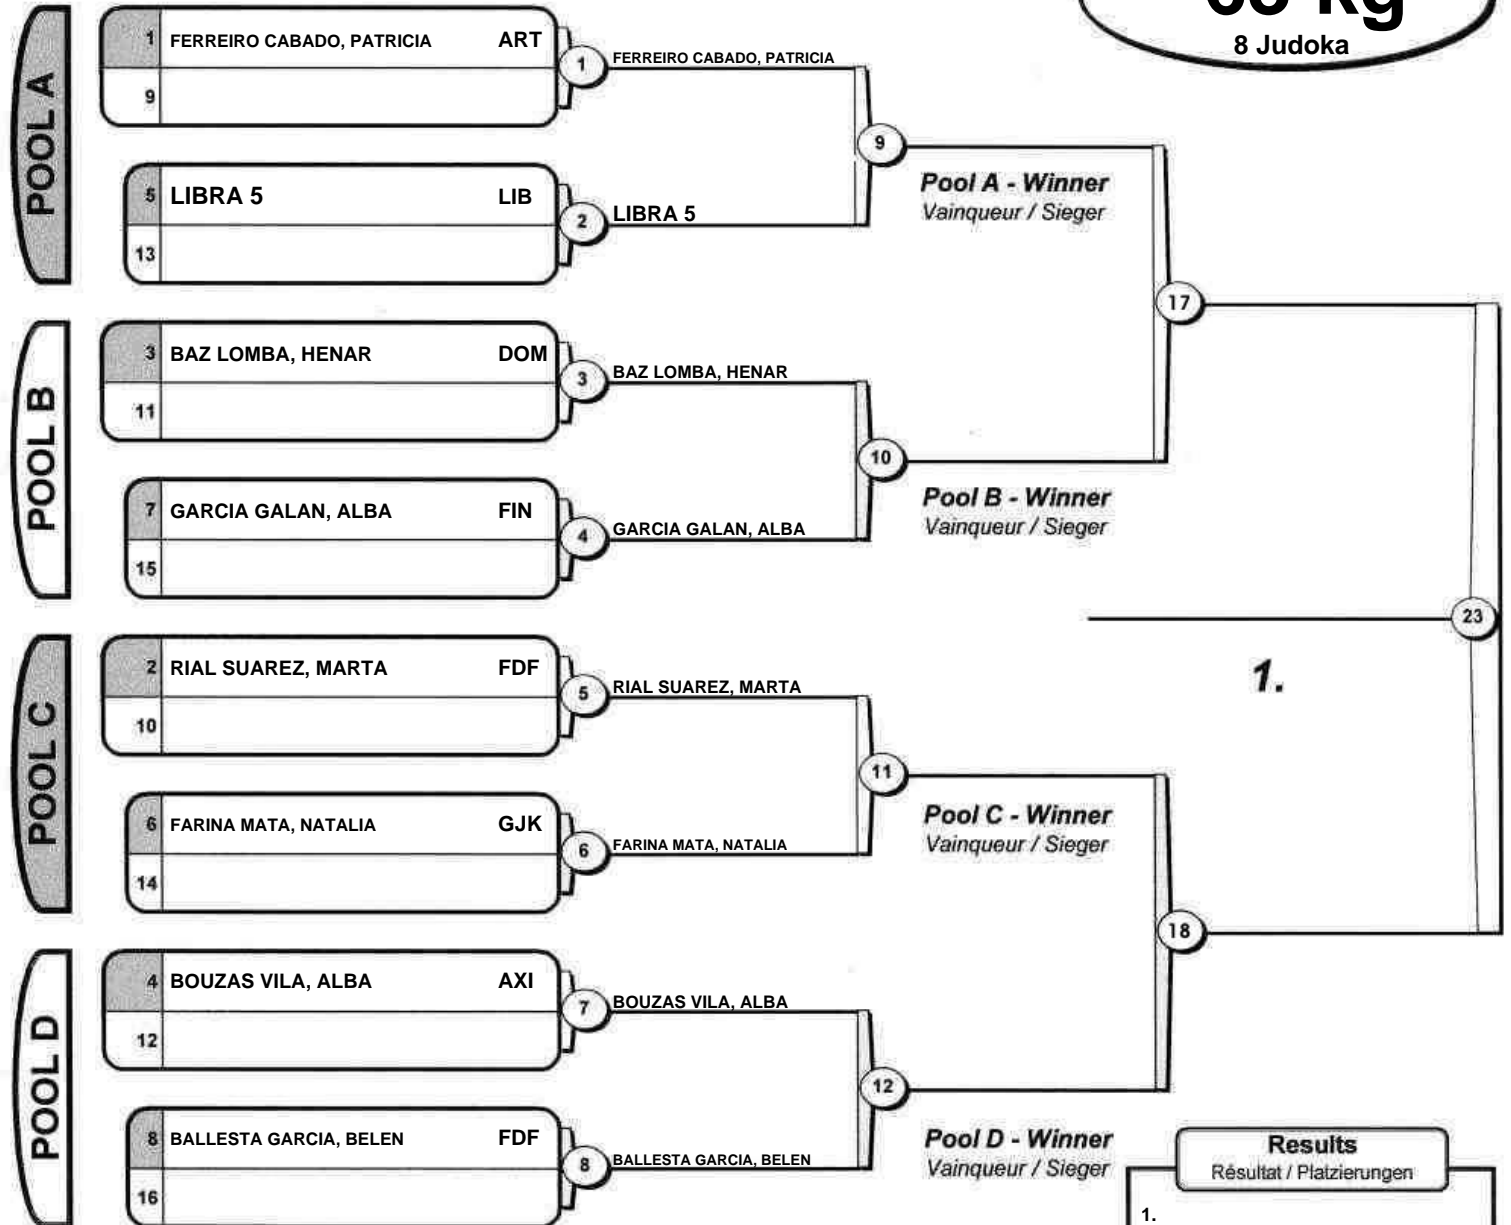 8 Judoka
POOL A
1 FERREIRO CABADO, PATRICIA ART
9
1 FERREIRO CABADO, PATRICIA
5 LIBRA 5 LIB
13
2 LIBRA 5
9
Pool A - Winner
Vainqueur / Sieger
POOL B
3 BAZ LOMBA, HENAR DOM
11
3 BAZ LOMBA, HENAR
7 GARCIA GALAN, ALBA FIN
15
4 GARCIA GALAN, ALBA
10
Pool B - Winner
Vainqueur / Sieger
17
POOL C
2 RIAL SUAREZ, MARTA FDF
10
5 RIAL SUAREZ, MARTA
6 FARINA MATA, NATALIA GJK
14
6 FARINA MATA, NATALIA
11
Pool C - Winner
Vainqueur / Sieger
POOL D
4 BOUZAS VILA, ALBA AXI
12
7 BOUZAS VILA, ALBA
8 BALLESTA GARCIA, BELEN FDF
16
8 BALLESTA GARCIA, BELEN
12
Pool D - Winner
Vainqueur / Sieger
18
23
1.
Results
Résultat / Platzierungen
1.